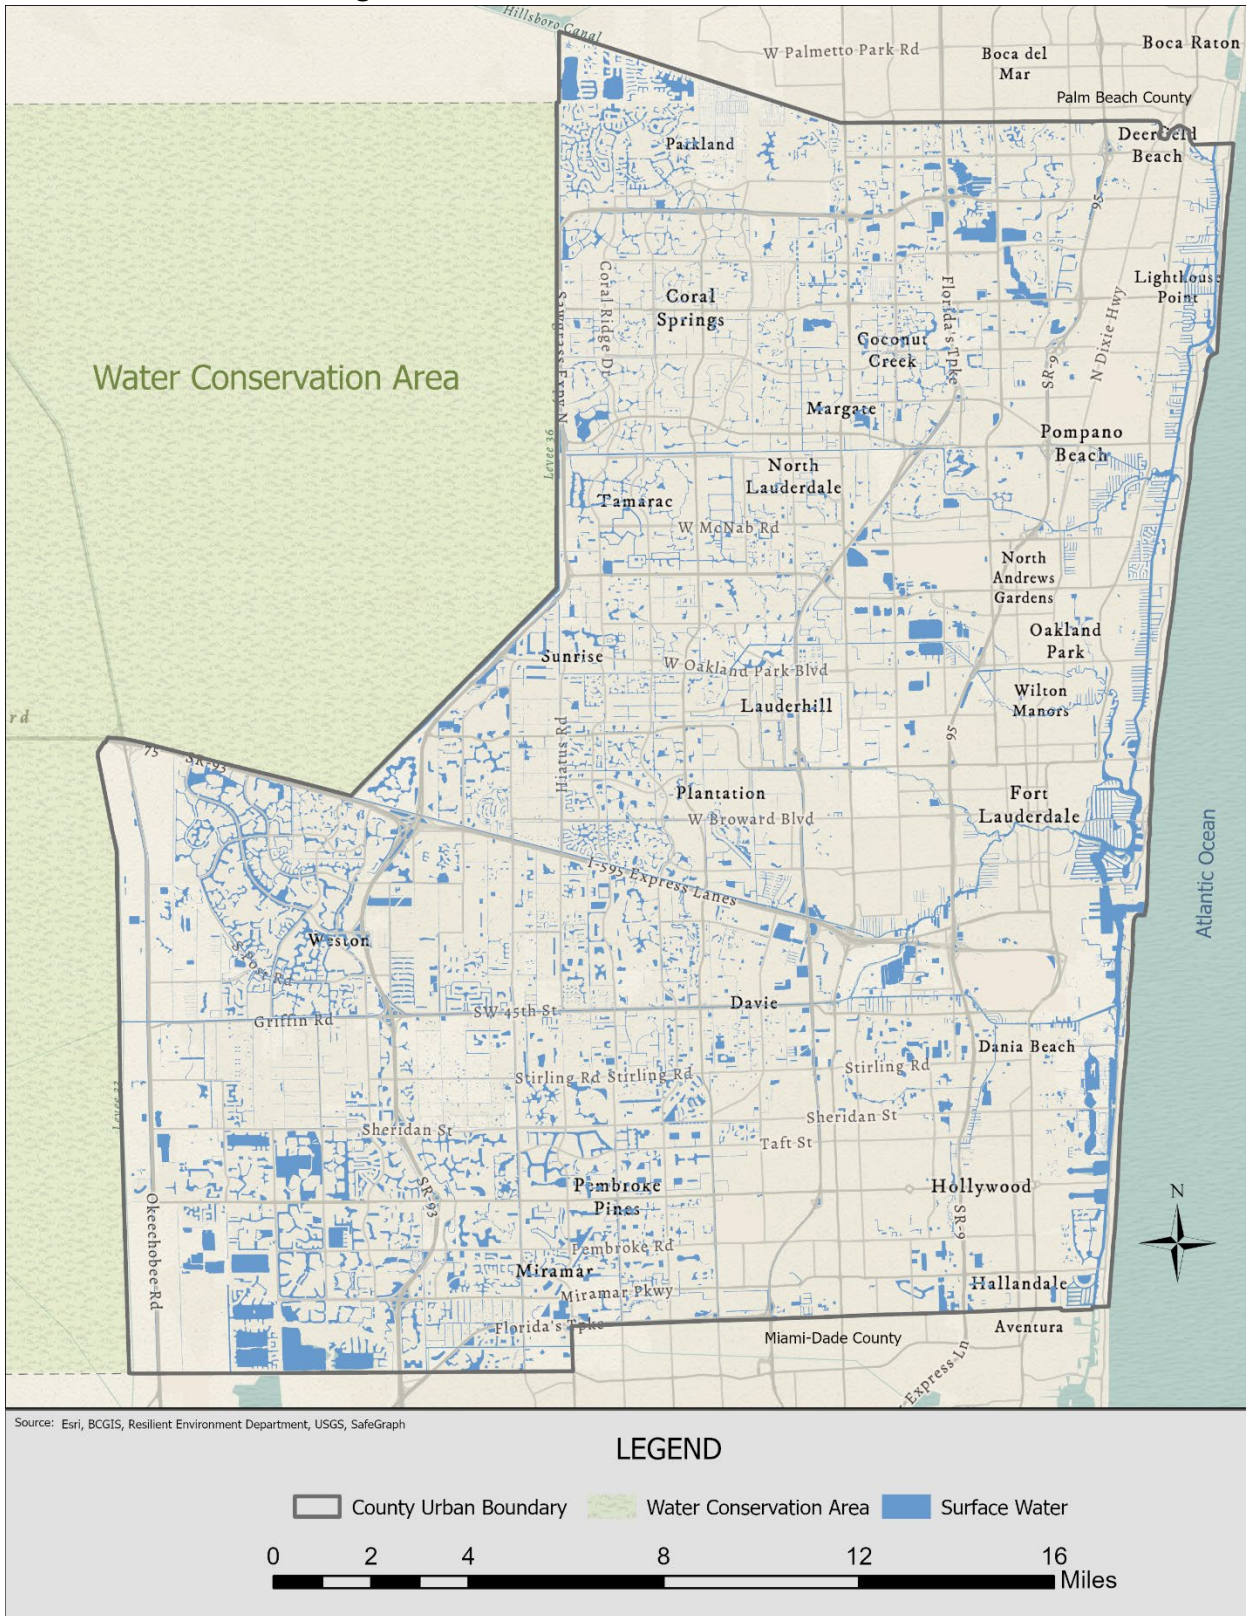 Hillsboro Canal
W Palmetto Park Rd
Boca del
Mar
Boca Raton
Palm Beach County
Deerfield
Beach
Parkland
95
Lighthouse
Point
Coral Ridge Dr
Coral
Springs
Florida's Tpke
N Dixie Hwy
Sawgrass Expy N
Coconut
Creek
SR-9
Water Conservation Area
Margate
Pompano
Beach
Levee 36
North
Lauderdale
Tamarac
W McNab Rd
North
Andrews
Gardens
Oakland
Park
Sunrise
W Oakland Park Blvd
Wilton
Manors
Lauderhill
rd
75
SR-93
Hiatus Rd
95
Plantation
W Broward Blvd
Fort
Lauderdale
I-595 Express Lanes
Atlantic Ocean
Weston
S Post Rd
Davie
SW 45th St
Griffin Rd
Dania Beach
Stirling Rd Stirling Rd
Stirling Rd
Sheridan St
Sheridan St
Taft St
Pembroke
Pines
Hollywood
N
SR-93
Okeechobee Rd
SR-9
Pembroke Rd
Miramar
Hallandale
Miramar Pkwy
Florida's Tpke
Miami-Dade County
Aventura
Express Ln
Source: Esri, BCGIS, Resilient Environment Department, USGS, SafeGraph
LEGEND
County Urban Boundary
Water Conservation Area
Surface Water
0 2 4 8 12 16
Miles